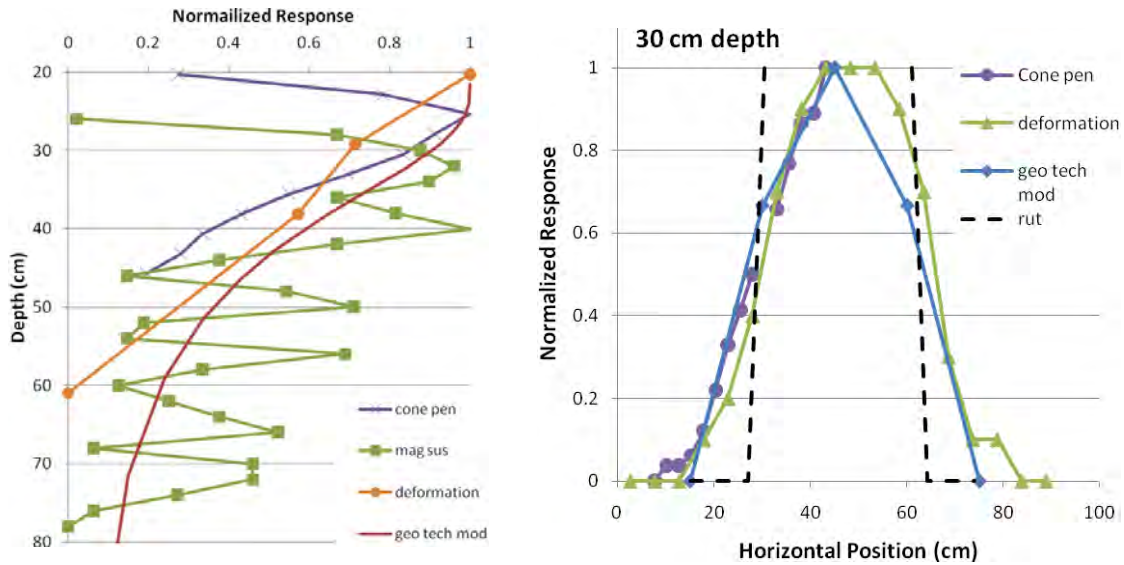 Normailized Response
0 0.2 0.4 0.6 0.8 1
20
30
40
50
60
70
80
Depth (cm)
cone pen
mag sus
deformation
geo tech mod
30 cm depth
1
0.8
0.6
0.4
0.2
0
Normalized Response
0 20 40 60 80 100
Horizontal Position (cm)
Cone pen
deformation
geo tech
mod
rut